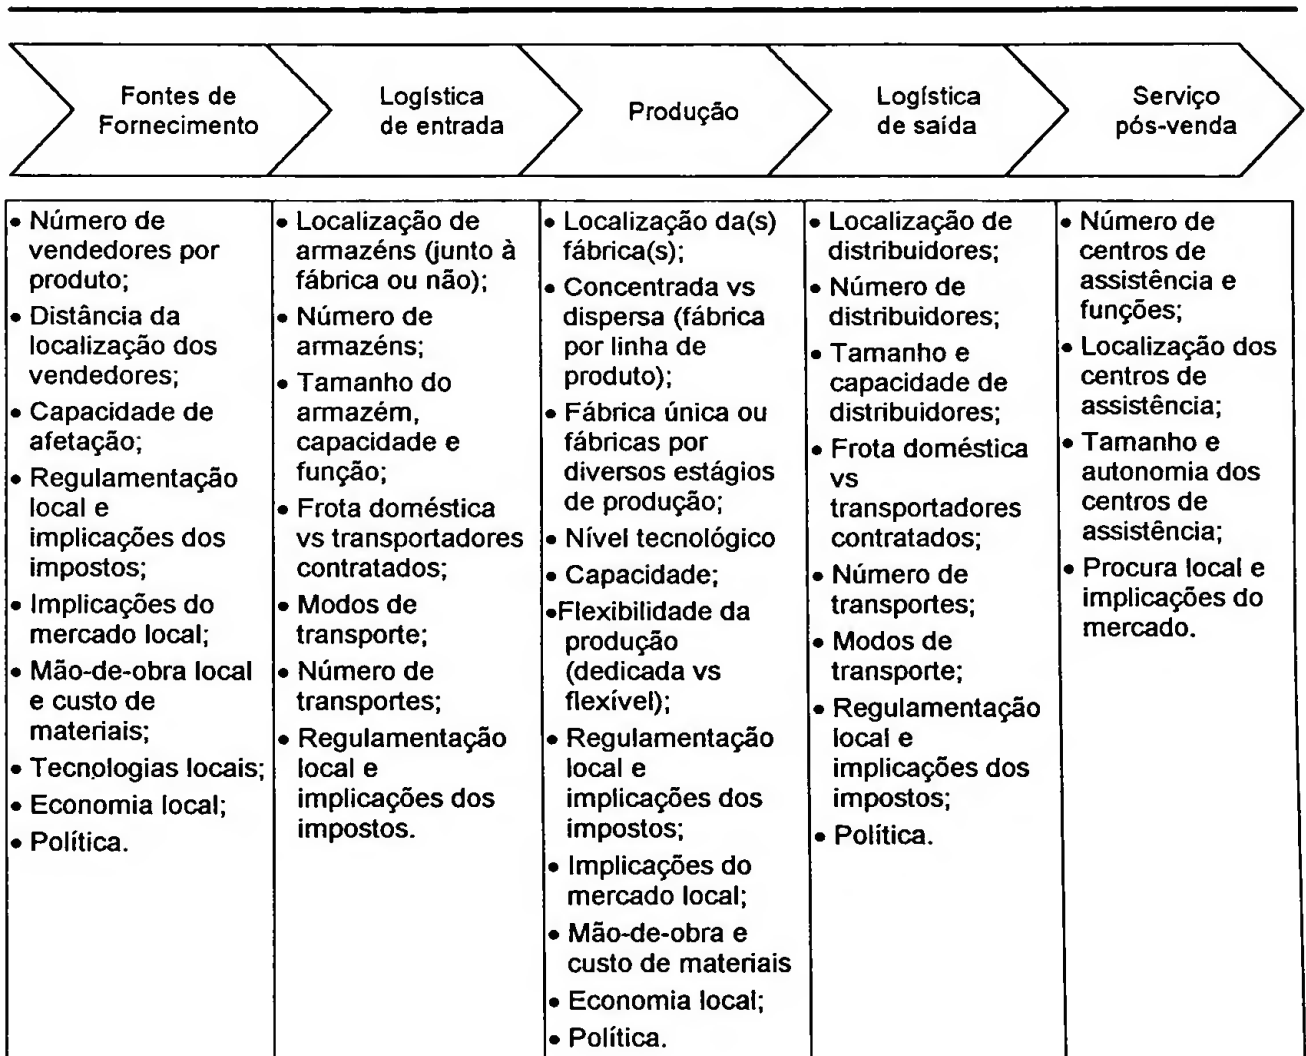 Fontes de
Fornecimento
Logística
de entrada
Produção
Logística
de saída
Serviço
pós-venda
• Número de
vendedores por
produto;
• Distância da
localização dos
vendedores;
• Capacidade de
afetação;
• Regulamentação
local e
implicações dos
impostos;
• Implicações do
mercado local;
• Mão-de-obra local
e custo de
materiais;
• Tecnologias locais;
• Economia local;
• Política.
• Localização de
armazéns (junto à
fábrica ou não);
• Número de
armazéns;
• Tamanho do
armazém,
capacidade e
função;
• Frota doméstica
vs transportadores
contratados;
• Modos de
transporte;
• Número de
transportes;
• Regulamentação
local e
implicações dos
impostos.
• Localização da(s)
fábrica(s);
• Concentrada vs
dispersa (fábrica
por linha de
produto);
• Fábrica única ou
fábricas por
diversos estágios
de produção;
• Nível tecnológico
• Capacidade;
•Flexibilidade da
produção
(dedicada vs
flexível);
• Regulamentação
local e
implicações dos
impostos;
• Implicações do
mercado local;
• Mão-de-obra e
custo de materiais
• Economia local;
• Política.
• Localização de
distribuidores;
• Número de
distribuidores;
• Tamanho e
capacidade de
distribuidores;
• Frota doméstica
vs
transportadores
contratados;
• Número de
transportes;
• Modos de
transporte;
• Regulamentação
local e
implicações dos
impostos;
• Política.
• Número de
centros de
assistência e
funções;
• Localização dos
centros de
assistência;
• Tamanho e
autonomia dos
centros de
assistência;
• Procura local e
implicações do
mercado.